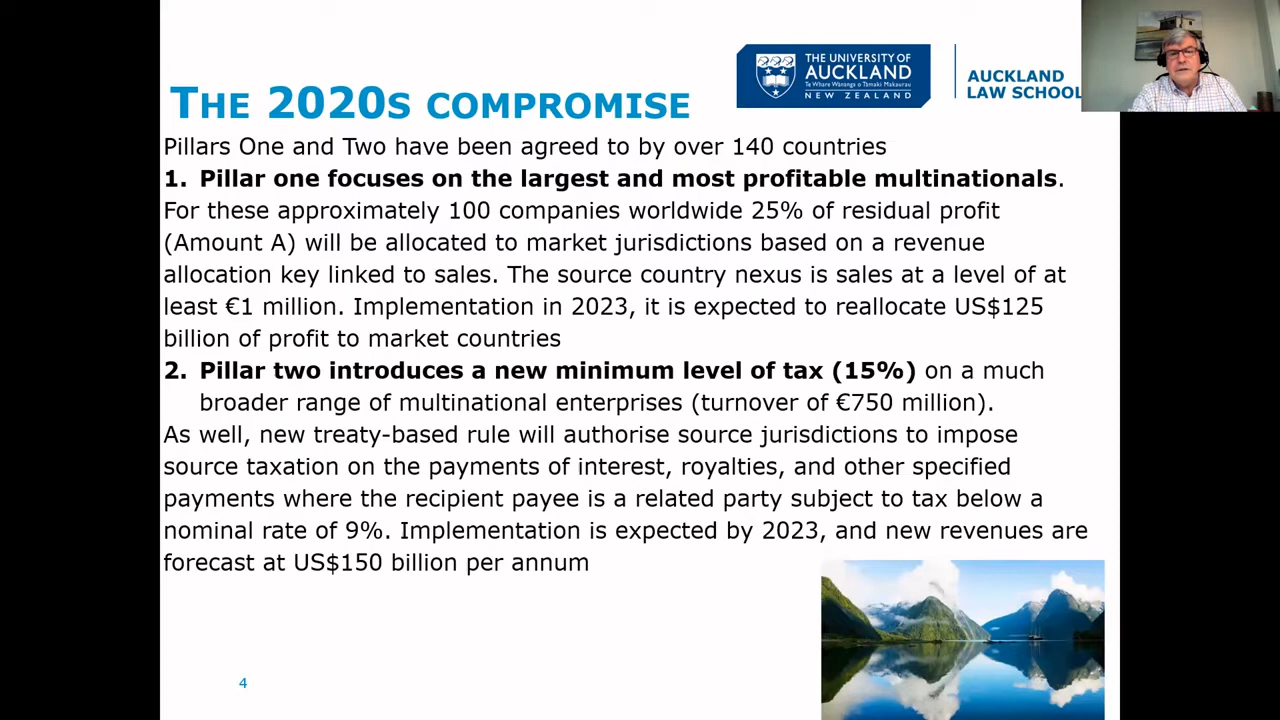 THE UNIVERSITY OF
AUCKLAND
Te Whare Wānanga o Tāmaki Makaurau
NEW ZEALAND
AUCKLAND
LAW SCHOOL
THE 2020S COMPROMISE
Pillars One and Two have been agreed to by over 140 countries
1. Pillar one focuses on the largest and most profitable multinationals.
For these approximately 100 companies worldwide 25% of residual profit
(Amount A) will be allocated to market jurisdictions based on a revenue
allocation key linked to sales. The source country nexus is sales at a level of at
least €1 million. Implementation in 2023, it is expected to reallocate US$125
billion of profit to market countries
2. Pillar two introduces a new minimum level of tax (15%) on a much
broader range of multinational enterprises (turnover of €750 million).
As well, new treaty-based rule will authorise source jurisdictions to impose
source taxation on the payments of interest, royalties, and other specified
payments where the recipient payee is a related party subject to tax below a
nominal rate of 9%. Implementation is expected by 2023, and new revenues are
forecast at US$150 billion per annum
4